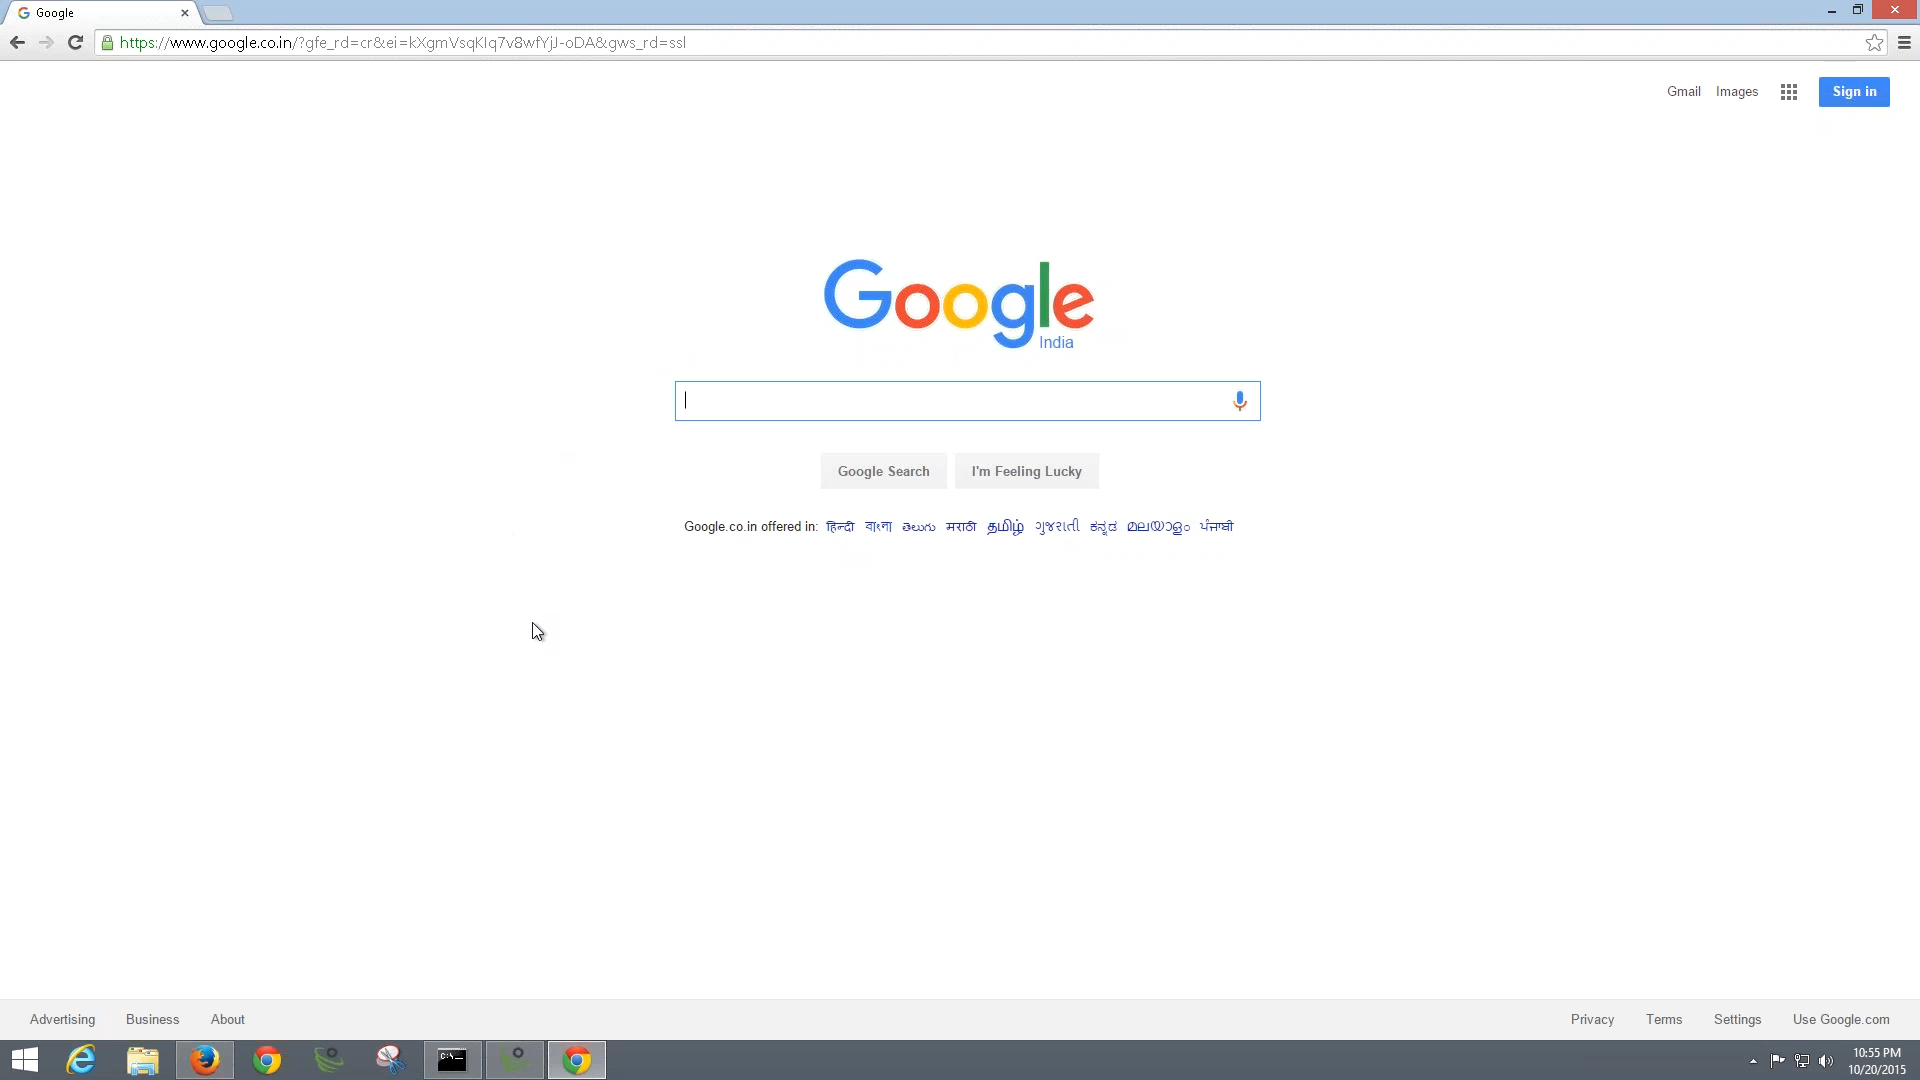 Google
https://www.google.co.in/?gfe_rd=cr&ei=kXgmVsqKIq7v8wfYjJ-oDA&gws_rd=ssl
Gmail Images Sign in
Google
India
Google Search I'm Feeling Lucky
Google.co.in offered in: हिन्दी বাংলা తెలుగు मराठी தமிழ் ગુજરાતી ಕನ್ನಡ മലയാളം ਪੰਜਾਬੀ
Advertising Business About Privacy Terms Settings Use Google.com
C:\._
10:55 PM
10/20/2015